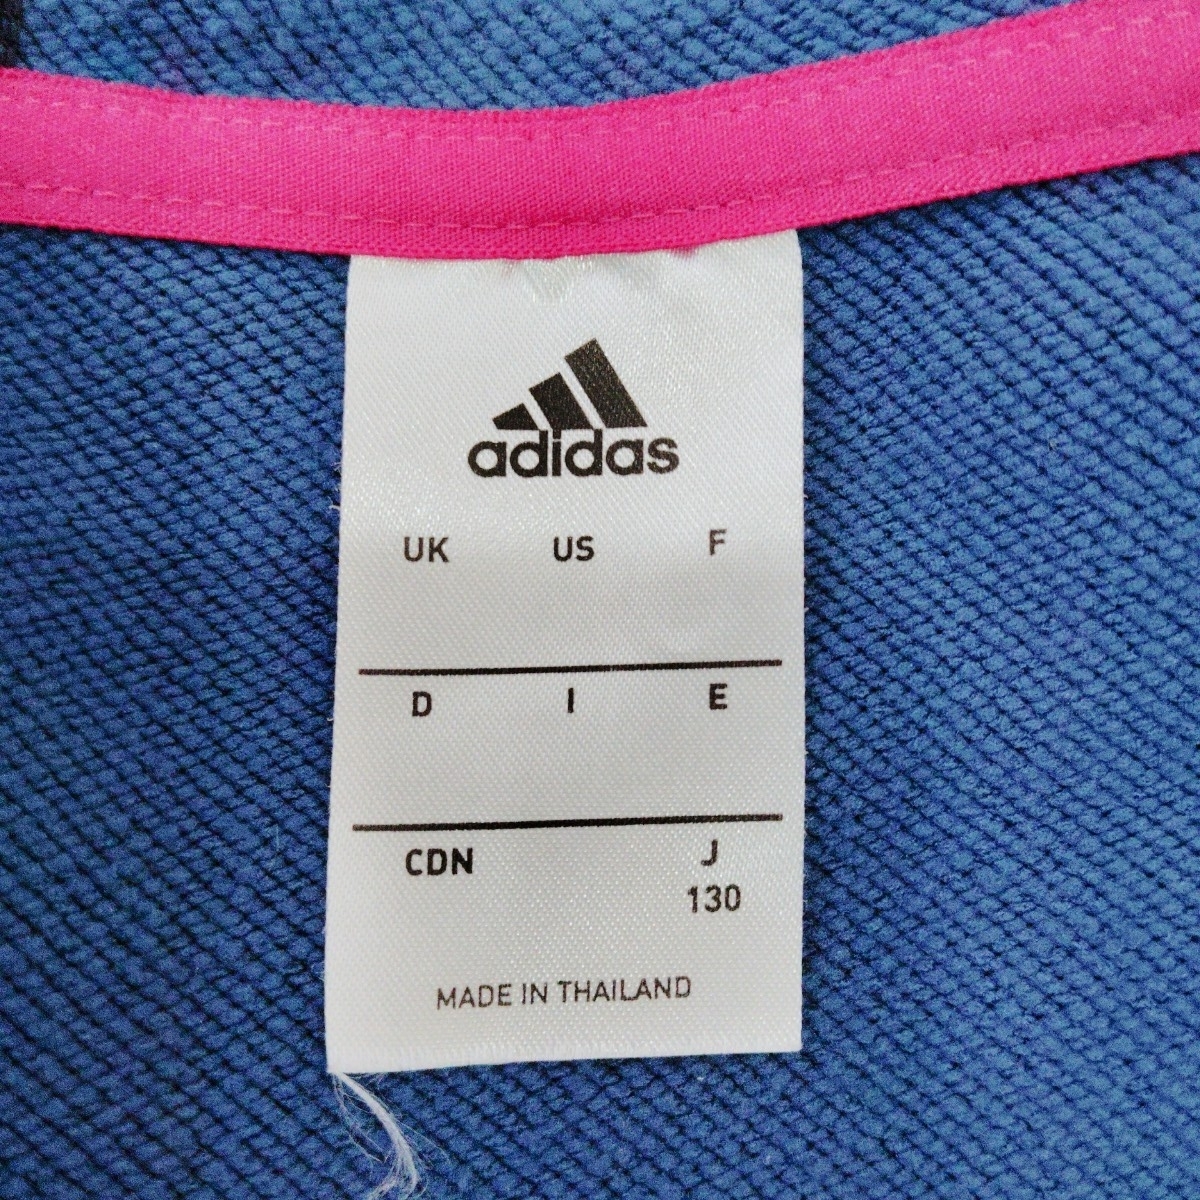 adidas
UK US F
D I E
CDN J
130
MADE IN THAILAND